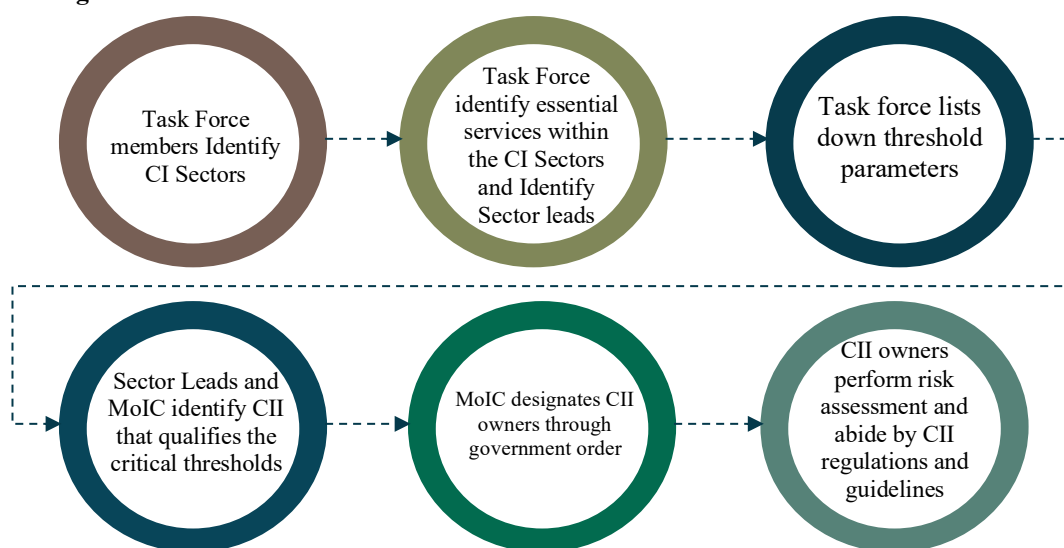 Task Force
members Identify
CI Sectors
Task Force
identify essential
services within
the CI Sectors
and Identify
Sector leads
Task force lists
down threshold
parameters
Sector Leads and
MoIC identify CII
that qualifies the
critical thresholds
MoIC designates CII
owners through
government order
CII owners
perform risk
assessment and
abide by CII
regulations and
guidelines